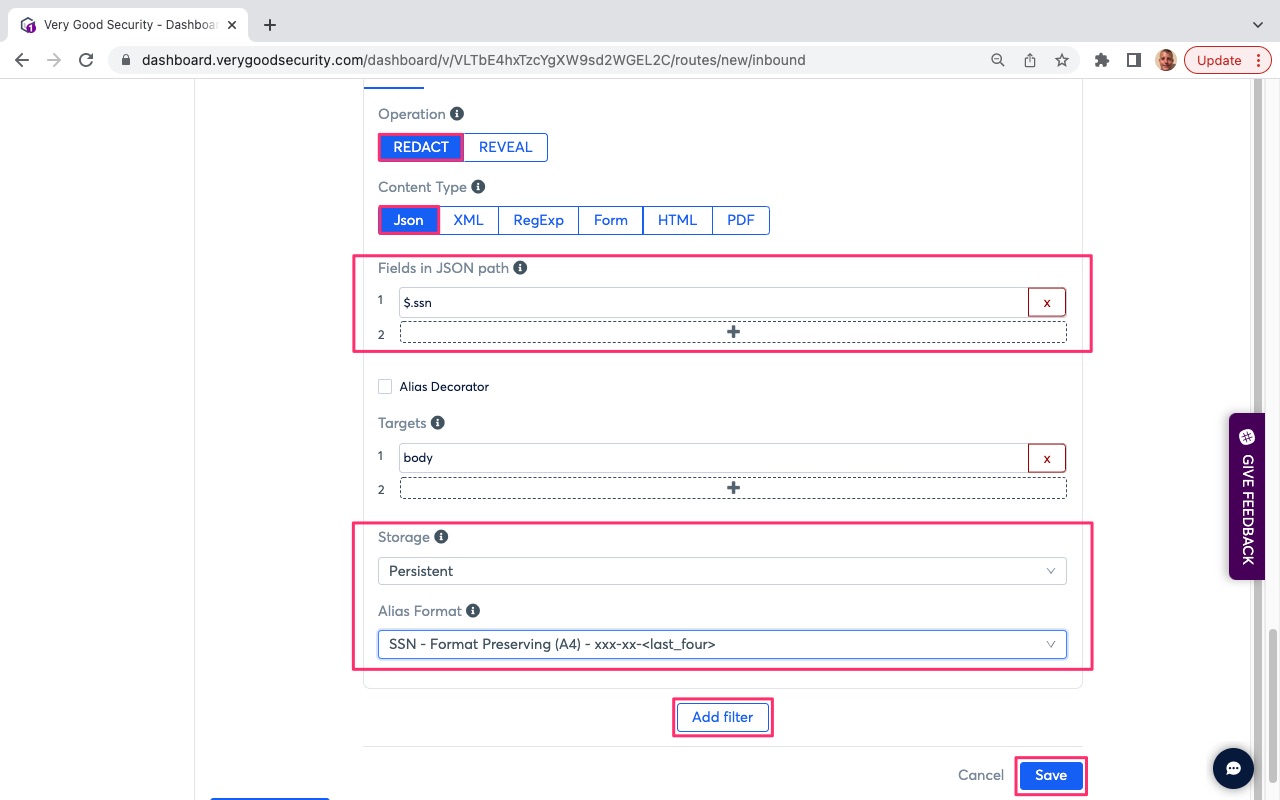 Very Good Security - Dashboar
dashboard.verygoodsecurity.com/dashboard/v/VLTbE4hxTzcYgXW9sd2WGEL2C/routes/new/inbound
Update
Operation
REDACT REVEAL
Content Type
Json XML RegExp Form HTML PDF
Fields in JSON path
1 $.ssn x
2 +
Alias Decorator
Targets
1 body x
2 +
GIVE FEEDBACK
Storage
Persistent
Alias Format
SSN - Format Preserving (A4) - xxx-xx-<last_four>
Add filter
Cancel Save